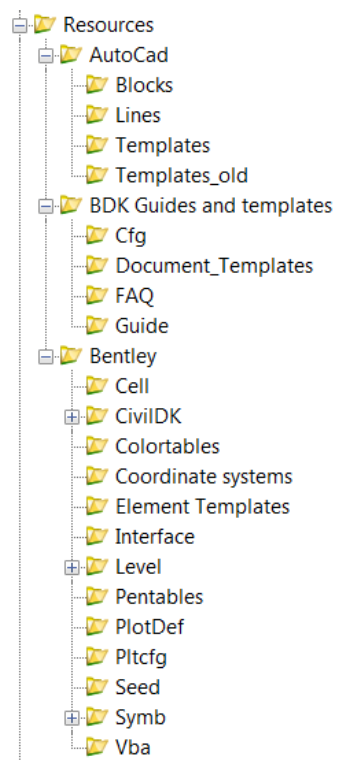 Resources
AutoCad
Blocks
Lines
Templates
Templates_old
BDK Guides and templates
Cfg
Document_Templates
FAQ
Guide
Bentley
Cell
CivilDK
Colortables
Coordinate systems
Element Templates
Interface
Level
Pentables
PlotDef
Pltcfg
Seed
Symb
Vba